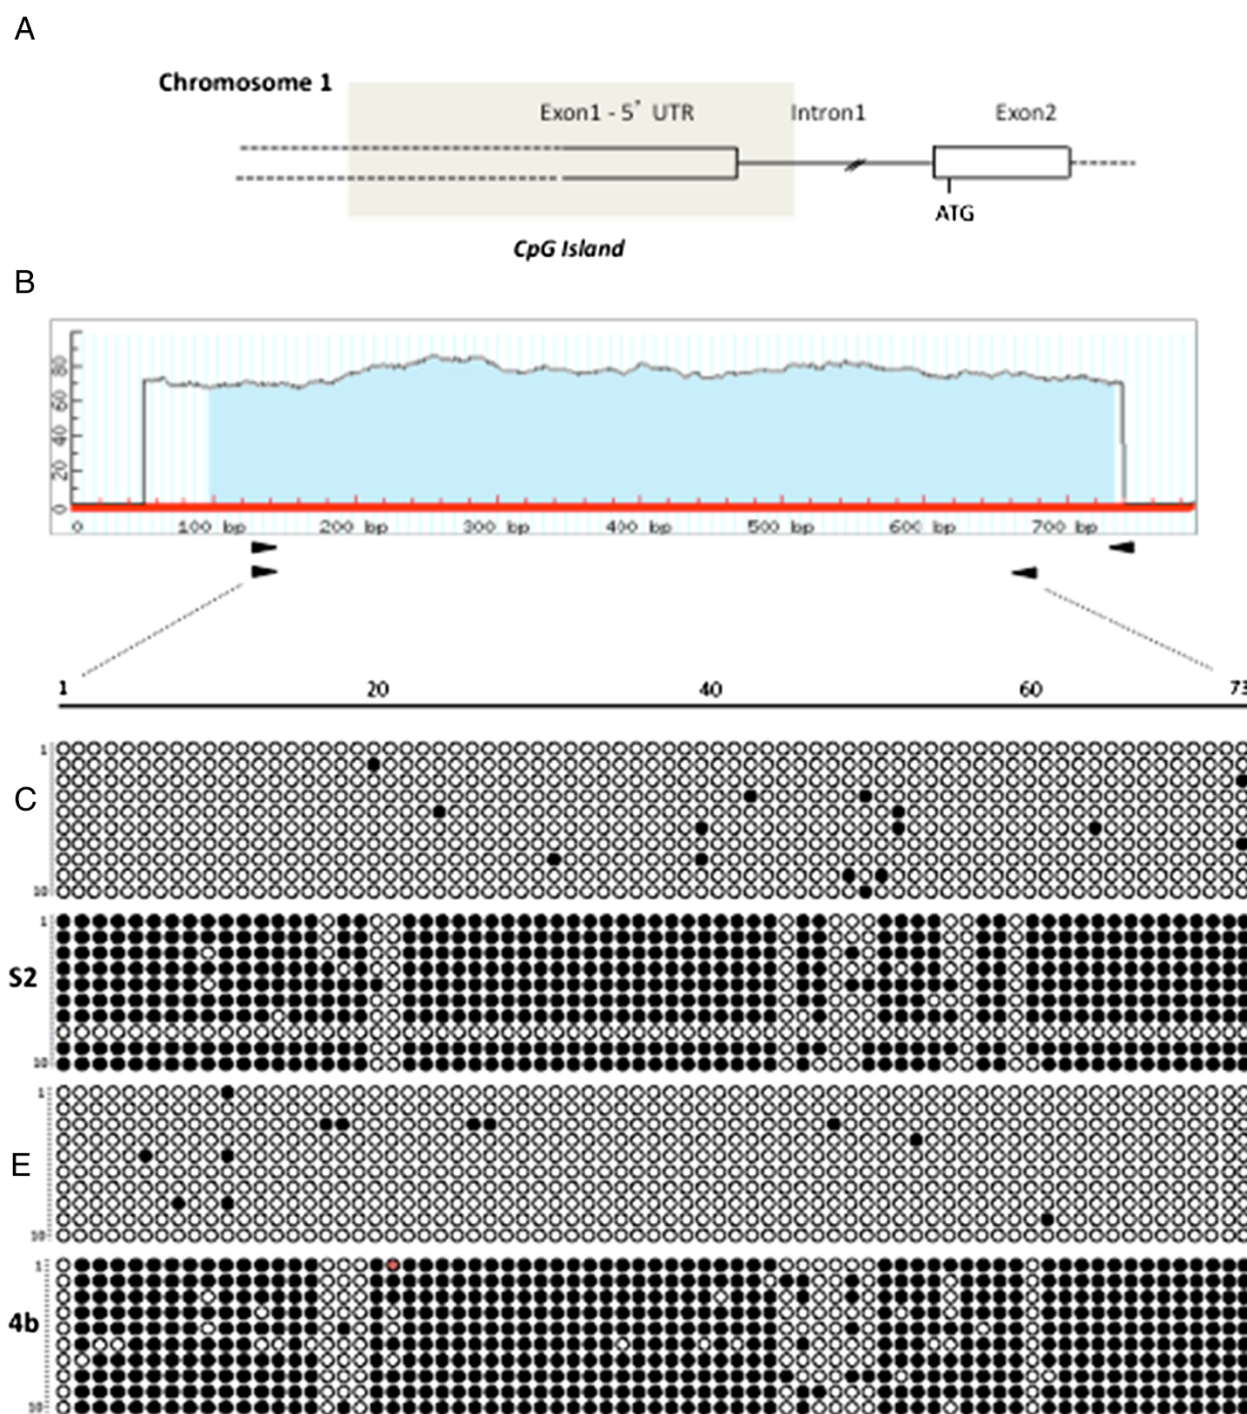 A
Chromosome 1
Exon1 - 5' UTR
Intron1
Exon2
ATG
CpG Island
B
80
60
40
20
0
0 100 bp 200 bp 300 bp 400 bp 500 bp 600 bp 700 bp
1 20 40 60 73
1
C
10
1
S2
10
1
E
10
1
4b
10